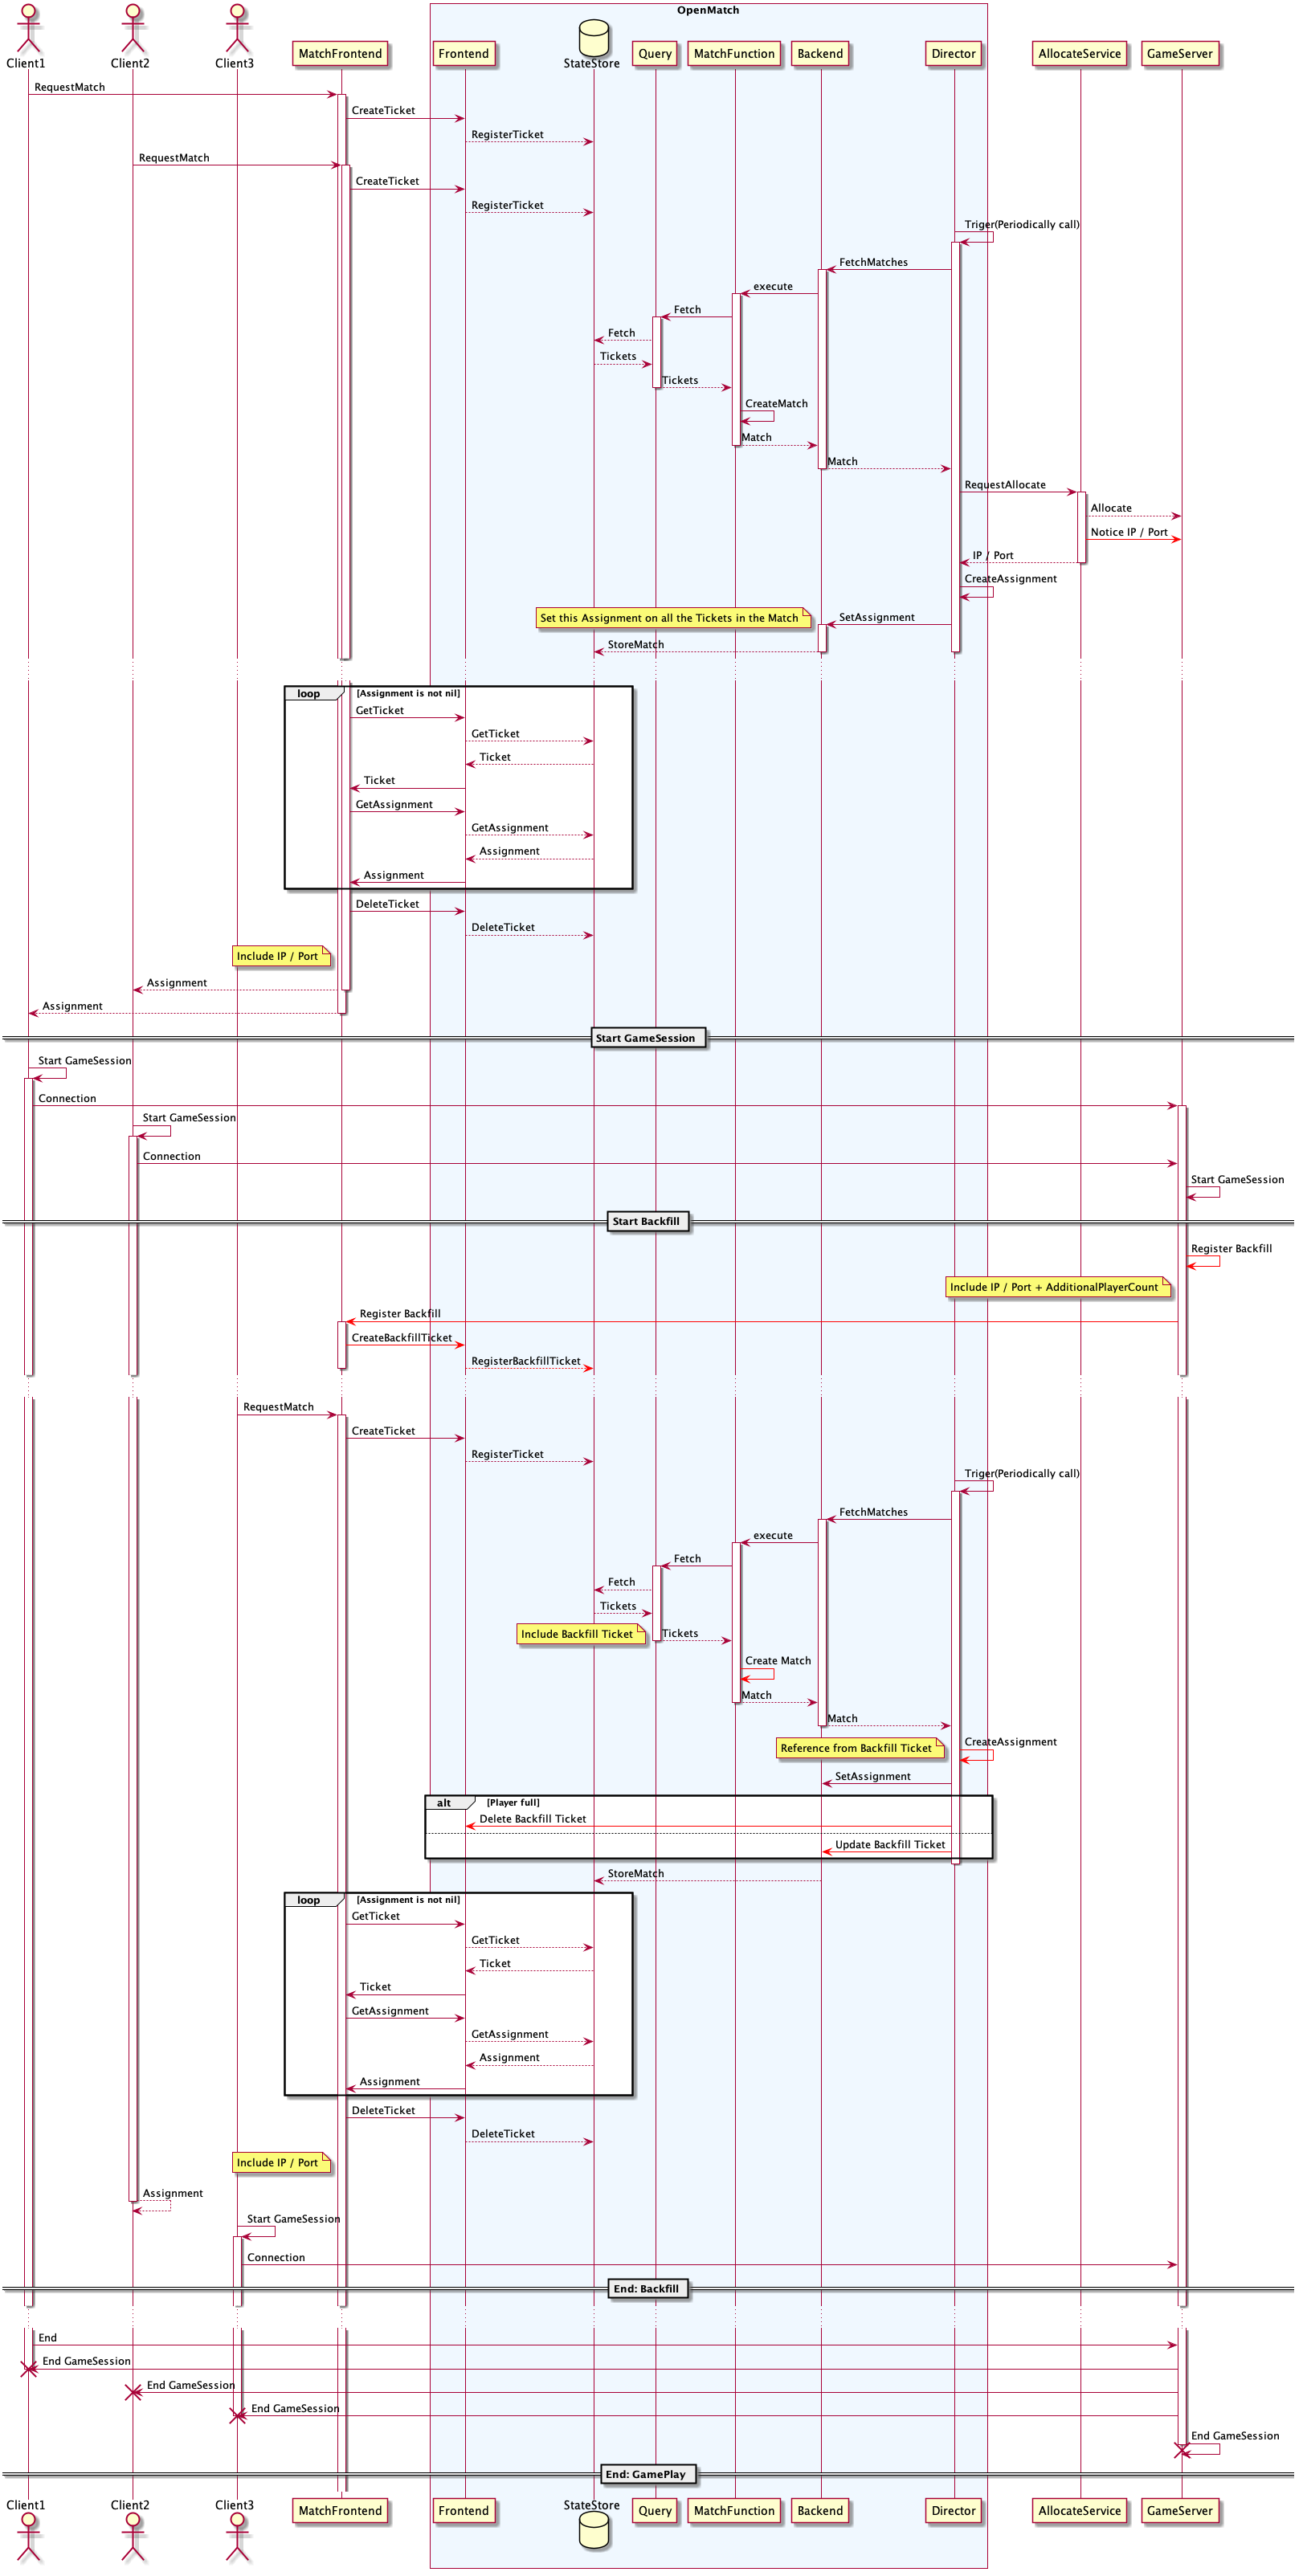 OpenMatch
Client1
Client2
Client3
MatchFrontend
Frontend
StateStore
Query
MatchFunction
Backend
Director
AllocateService
GameServer
RequestMatch
CreateTicket
RegisterTicket
RequestMatch
CreateTicket
RegisterTicket
Triger(Periodically call)
FetchMatches
execute
Fetch
Fetch
Tickets
Tickets
CreateMatch
Match
Match
RequestAllocate
Allocate
Notice IP / Port
IP / Port
CreateAssignment
Set this Assignment on all the Tickets in the Match
SetAssignment
StoreMatch
loop
[Assignment is not nil]
GetTicket
GetTicket
Ticket
Ticket
GetAssignment
GetAssignment
Assignment
Assignment
DeleteTicket
DeleteTicket
Include IP / Port
Assignment
Assignment
Start GameSession
Start GameSession
Connection
Start GameSession
Connection
Start GameSession
Start Backfill
Register Backfill
Include IP / Port + AdditionalPlayerCount
Register Backfill
CreateBackfillTicket
RegisterBackfillTicket
RequestMatch
CreateTicket
RegisterTicket
Triger(Periodically call)
FetchMatches
execute
Fetch
Fetch
Tickets
Include Backfill Ticket
Tickets
Create Match
Match
Match
Reference from Backfill Ticket
CreateAssignment
SetAssignment
alt
[Player full]
Delete Backfill Ticket
Update Backfill Ticket
StoreMatch
loop
[Assignment is not nil]
GetTicket
GetTicket
Ticket
Ticket
GetAssignment
GetAssignment
Assignment
Assignment
DeleteTicket
DeleteTicket
Include IP / Port
Assignment
Start GameSession
Connection
End: Backfill
End
End GameSession
End GameSession
End GameSession
End GameSession
End: GamePlay
Client1
Client2
Client3
MatchFrontend
Frontend
StateStore
Query
MatchFunction
Backend
Director
AllocateService
GameServer